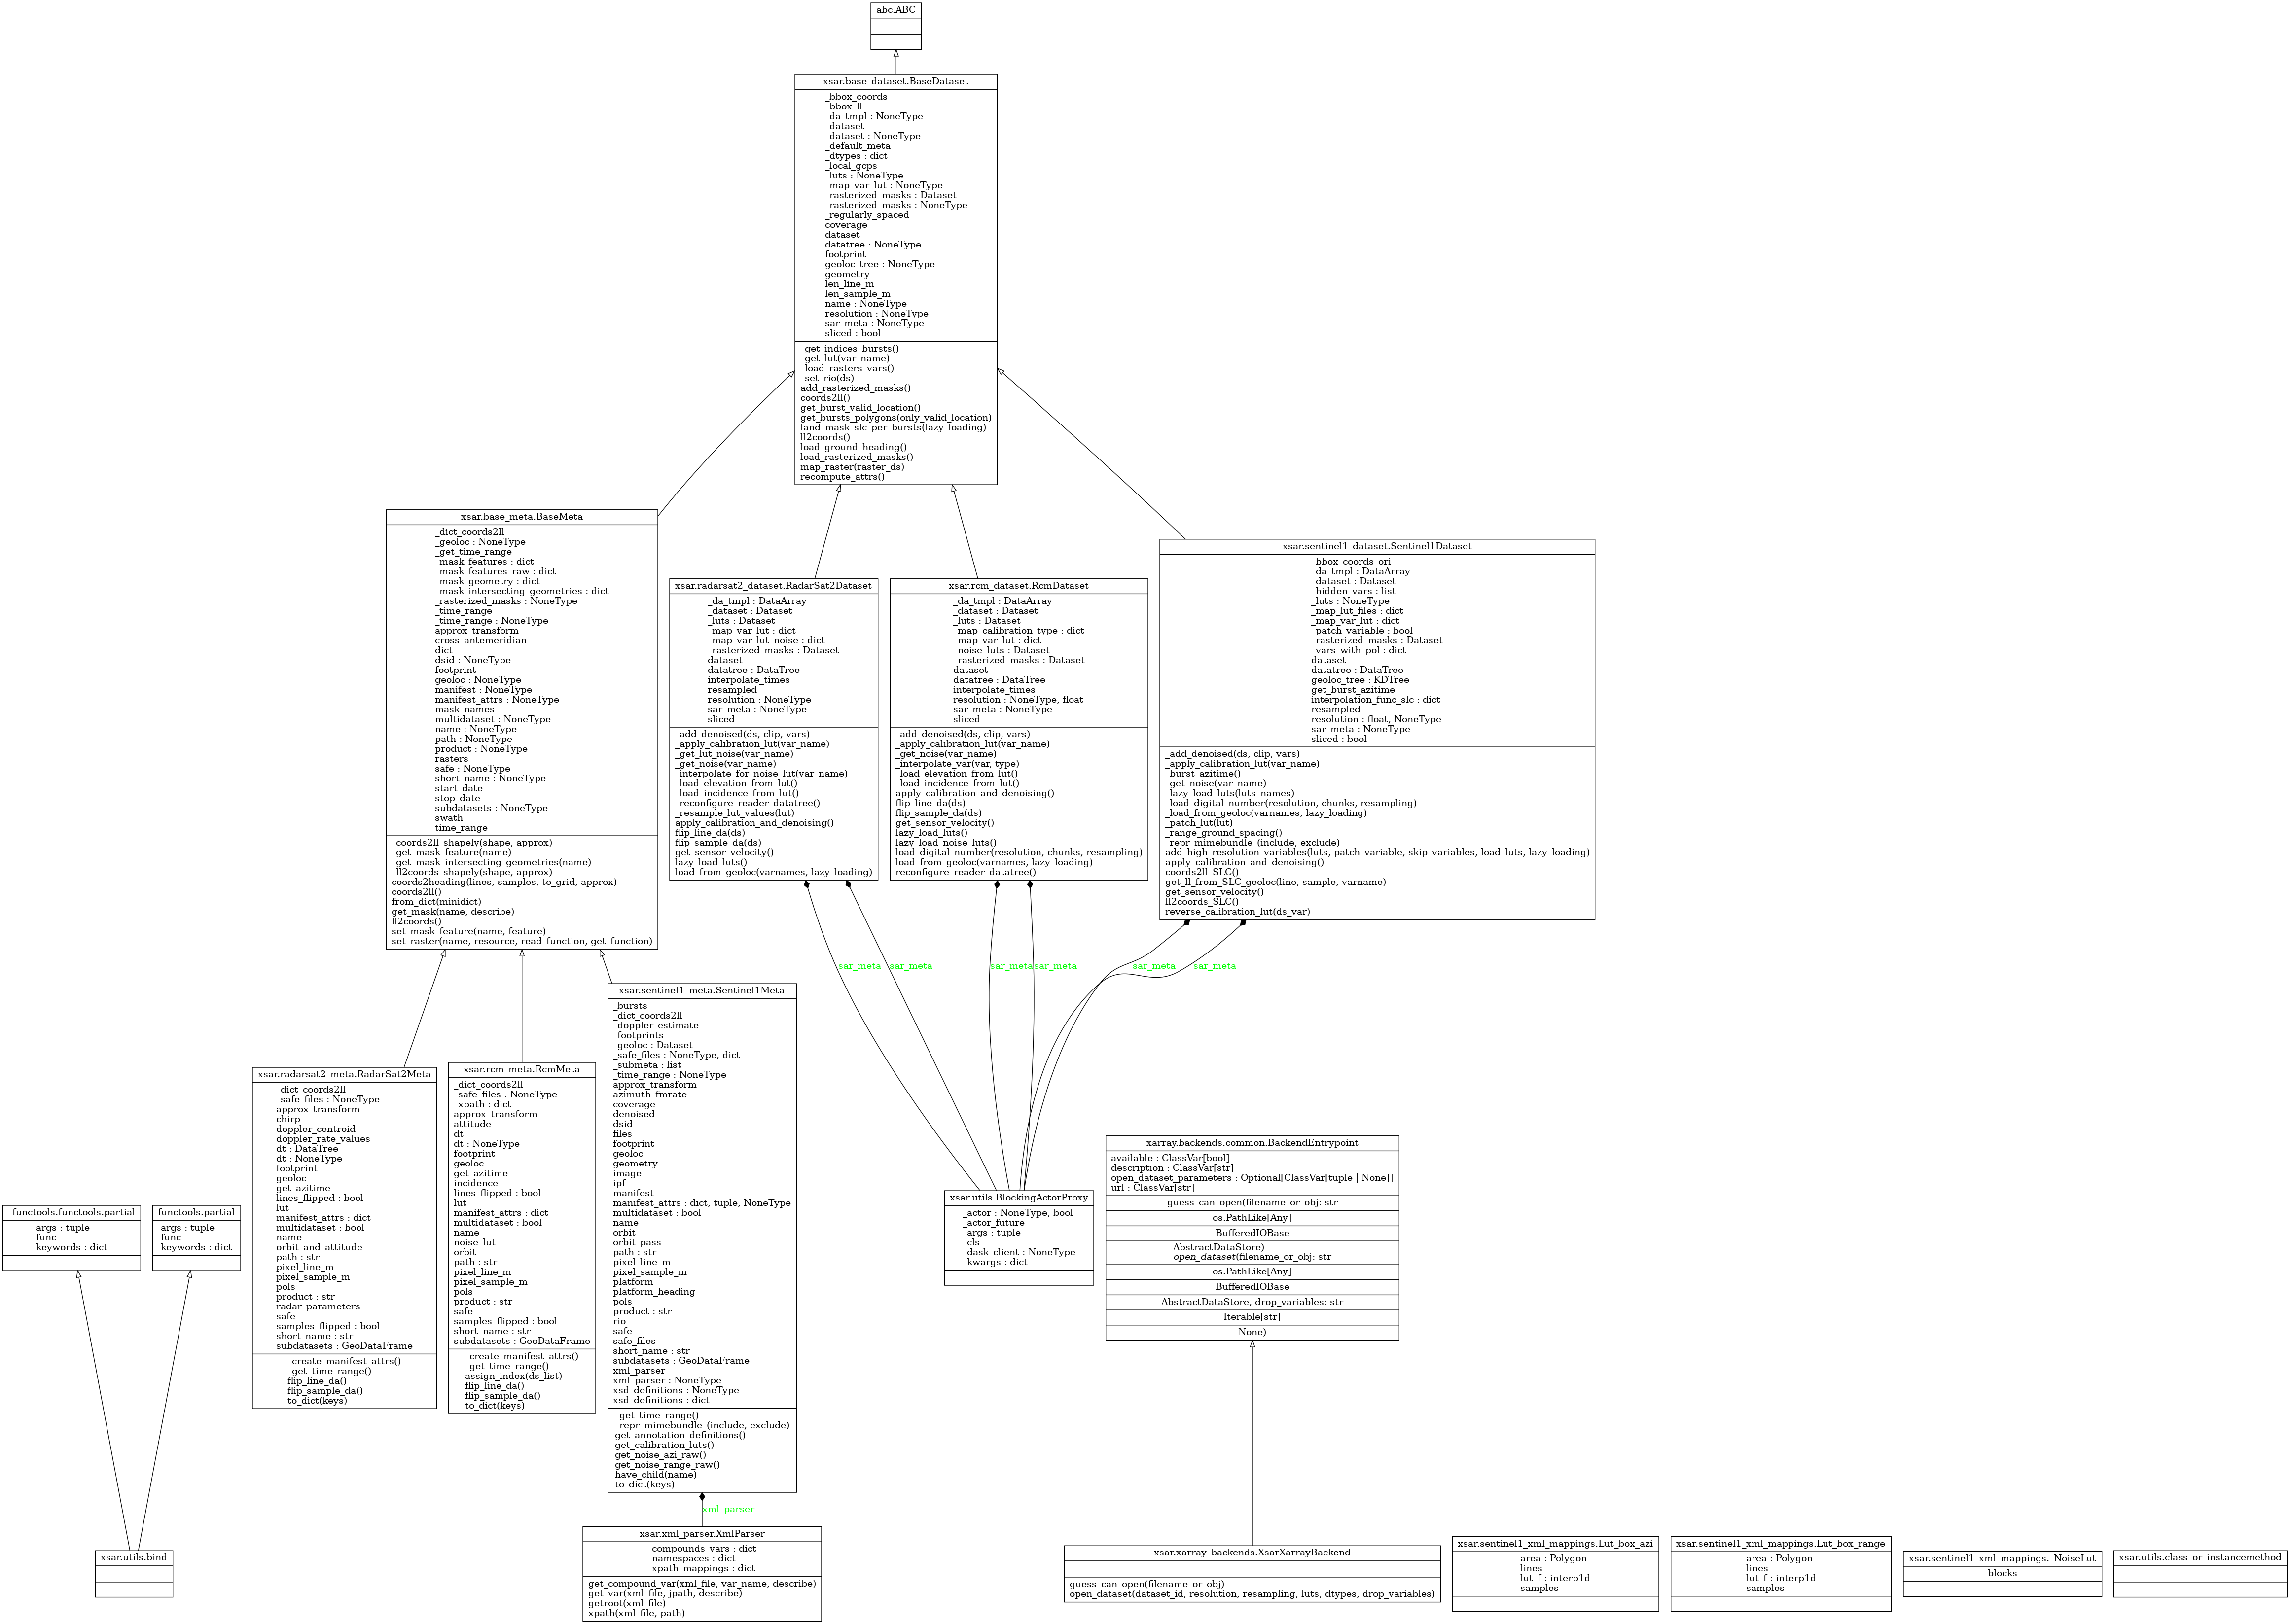 abc.ABC
xsar.base_dataset.BaseDataset
_bbox_coords
_bbox_ll
_da_tmpl : NoneType
_dataset
_dataset : NoneType
_default_meta
_dtypes : dict
_local_gcps
_luts : NoneType
_map_var_lut : NoneType
_rasterized_masks : Dataset
_rasterized_masks : NoneType
_regularly_spaced
coverage
dataset
datatree : NoneType
footprint
geoloc_tree : NoneType
geometry
len_line_m
len_sample_m
name : NoneType
resolution : NoneType
sar_meta : NoneType
sliced : bool
_get_indices_bursts()
_get_lut(var_name)
_load_rasters_vars()
_set_rio(ds)
add_rasterized_masks()
coords2ll()
get_burst_valid_location()
get_bursts_polygons(only_valid_location)
land_mask_slc_per_bursts(lazy_loading)
ll2coords()
load_ground_heading()
load_rasterized_masks()
map_raster(raster_ds)
recompute_attrs()
xsar.base_meta.BaseMeta
_dict_coords2ll
_geoloc : NoneType
_get_time_range
_mask_features : dict
_mask_features_raw : dict
_mask_geometry : dict
_mask_intersecting_geometries : dict
_rasterized_masks : NoneType
_time_range
_time_range : NoneType
approx_transform
cross_antemeridian
dict
dsid : NoneType
footprint
geoloc : NoneType
manifest : NoneType
manifest_attrs : NoneType
mask_names
multidataset : NoneType
name : NoneType
path : NoneType
product : NoneType
rasters
safe : NoneType
short_name : NoneType
start_date
stop_date
subdatasets : NoneType
swath
time_range
_coords2ll_shapely(shape, approx)
_get_mask_feature(name)
_get_mask_intersecting_geometries(name)
_ll2coords_shapely(shape, approx)
coords2heading(lines, samples, to_grid, approx)
coords2ll()
from_dict(minidict)
get_mask(name, describe)
ll2coords()
set_mask_feature(name, feature)
set_raster(name, resource, read_function, get_function)
xsar.radarsat2_dataset.RadarSat2Dataset
_da_tmpl : DataArray
_dataset : Dataset
_luts : Dataset
_map_var_lut : dict
_map_var_lut_noise : dict
_rasterized_masks : Dataset
dataset
datatree : DataTree
interpolate_times
resampled
resolution : NoneType
sar_meta : NoneType
sliced
_add_denoised(ds, clip, vars)
_apply_calibration_lut(var_name)
_get_lut_noise(var_name)
_get_noise(var_name)
_interpolate_for_noise_lut(var_name)
_load_elevation_from_lut()
_load_incidence_from_lut()
_reconfigure_reader_datatree()
_resample_lut_values(lut)
apply_calibration_and_denoising()
flip_line_da(ds)
flip_sample_da(ds)
get_sensor_velocity()
lazy_load_luts()
load_from_geoloc(varnames, lazy_loading)
xsar.rcm_dataset.RcmDataset
_da_tmpl : DataArray
_dataset : Dataset
_luts : Dataset
_map_calibration_type : dict
_map_var_lut : dict
_noise_luts : Dataset
_rasterized_masks : Dataset
dataset
datatree : DataTree
interpolate_times
resolution : NoneType, float
sar_meta : NoneType
sliced
_add_denoised(ds, clip, vars)
_apply_calibration_lut(var_name)
_get_noise(var_name)
_interpolate_var(var, type)
_load_elevation_from_lut()
_load_incidence_from_lut()
apply_calibration_and_denoising()
flip_line_da(ds)
flip_sample_da(ds)
get_sensor_velocity()
lazy_load_luts()
lazy_load_noise_luts()
load_digital_number(resolution, chunks, resampling)
load_from_geoloc(varnames, lazy_loading)
reconfigure_reader_datatree()
xsar.sentinel1_dataset.Sentinel1Dataset
_bbox_coords_ori
_da_tmpl : DataArray
_dataset : Dataset
_hidden_vars : list
_luts : NoneType
_map_lut_files : dict
_map_var_lut : dict
_patch_variable : bool
_rasterized_masks : Dataset
_vars_with_pol : dict
dataset
datatree : DataTree
geoloc_tree : KDTree
get_burst_azitime
interpolation_func_slc : dict
resampled
resolution : float, NoneType
sar_meta : NoneType
sliced : bool
_add_denoised(ds, clip, vars)
_apply_calibration_lut(var_name)
_burst_azitime()
_get_noise(var_name)
_lazy_load_luts(luts_names)
_load_digital_number(resolution, chunks, resampling)
_load_from_geoloc(varnames, lazy_loading)
_patch_lut(lut)
_range_ground_spacing()
_repr_mimebundle_(include, exclude)
add_high_resolution_variables(luts, patch_variable, skip_variables, load_luts, lazy_loading)
apply_calibration_and_denoising()
coords2ll_SLC()
get_ll_from_SLC_geoloc(line, sample, varname)
get_sensor_velocity()
ll2coords_SLC()
reverse_calibration_lut(ds_var)
sar_meta
sar_meta
sar_meta
sar_meta
sar_meta
sar_meta
_functools.functools.partial
args : tuple
func
keywords : dict
functools.partial
args : tuple
func
keywords : dict
xsar.radarsat2_meta.RadarSat2Meta
_dict_coords2ll
_safe_files : NoneType
approx_transform
chirp
doppler_centroid
doppler_rate_values
dt : DataTree
dt : NoneType
footprint
geoloc
get_azitime
lines_flipped : bool
lut
manifest_attrs : dict
multidataset : bool
name
orbit_and_attitude
path : str
pixel_line_m
pixel_sample_m
pols
product : str
radar_parameters
safe
samples_flipped : bool
short_name : str
subdatasets : GeoDataFrame
_create_manifest_attrs()
_get_time_range()
flip_line_da()
flip_sample_da()
to_dict(keys)
xsar.rcm_meta.RcmMeta
_dict_coords2ll
_safe_files : NoneType
_xpath : dict
approx_transform
attitude
dt
dt : NoneType
footprint
geoloc
get_azitime
incidence
lines_flipped : bool
lut
manifest_attrs : dict
multidataset : bool
name
noise_lut
orbit
path : str
pixel_line_m
pixel_sample_m
pols
product : str
safe
samples_flipped : bool
short_name : str
subdatasets : GeoDataFrame
_create_manifest_attrs()
_get_time_range()
assign_index(ds_list)
flip_line_da()
flip_sample_da()
to_dict(keys)
xsar.sentinel1_meta.Sentinel1Meta
_bursts
_dict_coords2ll
_doppler_estimate
_footprints
_geoloc : Dataset
_safe_files : NoneType, dict
_submeta : list
_time_range : NoneType
approx_transform
azimuth_fmrate
coverage
denoised
dsid
files
footprint
geoloc
geometry
image
ipf
manifest
manifest_attrs : dict, tuple, NoneType
multidataset : bool
name
orbit
orbit_pass
path : str
pixel_line_m
pixel_sample_m
platform
platform_heading
pols
product : str
rio
safe
safe_files
short_name : str
subdatasets : GeoDataFrame
xml_parser
xml_parser : NoneType
xsd_definitions : NoneType
xsd_definitions : dict
_get_time_range()
_repr_mimebundle_(include, exclude)
get_annotation_definitions()
get_calibration_luts()
get_noise_azi_raw()
get_noise_range_raw()
have_child(name)
to_dict(keys)
xsar.utils.BlockingActorProxy
_actor : NoneType, bool
_actor_future
_args : tuple
_cls
_dask_client : NoneType
_kwargs : dict
xarray.backends.common.BackendEntrypoint
available : ClassVar[bool]
description : ClassVar[str]
open_dataset_parameters : Optional[ClassVar[tuple | None]]
url : ClassVar[str]
guess_can_open(filename_or_obj: str
os.PathLike[Any]
BufferedIOBase
AbstractDataStore)
open_dataset(filename_or_obj: str
os.PathLike[Any]
BufferedIOBase
AbstractDataStore, drop_variables: str
Iterable[str]
None)
xml_parser
xsar.utils.bind
xsar.xml_parser.XmlParser
_compounds_vars : dict
_namespaces : dict
_xpath_mappings : dict
get_compound_var(xml_file, var_name, describe)
get_var(xml_file, jpath, describe)
getroot(xml_file)
xpath(xml_file, path)
xsar.xarray_backends.XsarXarrayBackend
guess_can_open(filename_or_obj)
open_dataset(dataset_id, resolution, resampling, luts, dtypes, drop_variables)
xsar.sentinel1_xml_mappings.Lut_box_azi
area : Polygon
lines
lut_f : interp1d
samples
xsar.sentinel1_xml_mappings.Lut_box_range
area : Polygon
lines
lut_f : interp1d
samples
xsar.sentinel1_xml_mappings._NoiseLut
blocks
xsar.utils.class_or_instancemethod